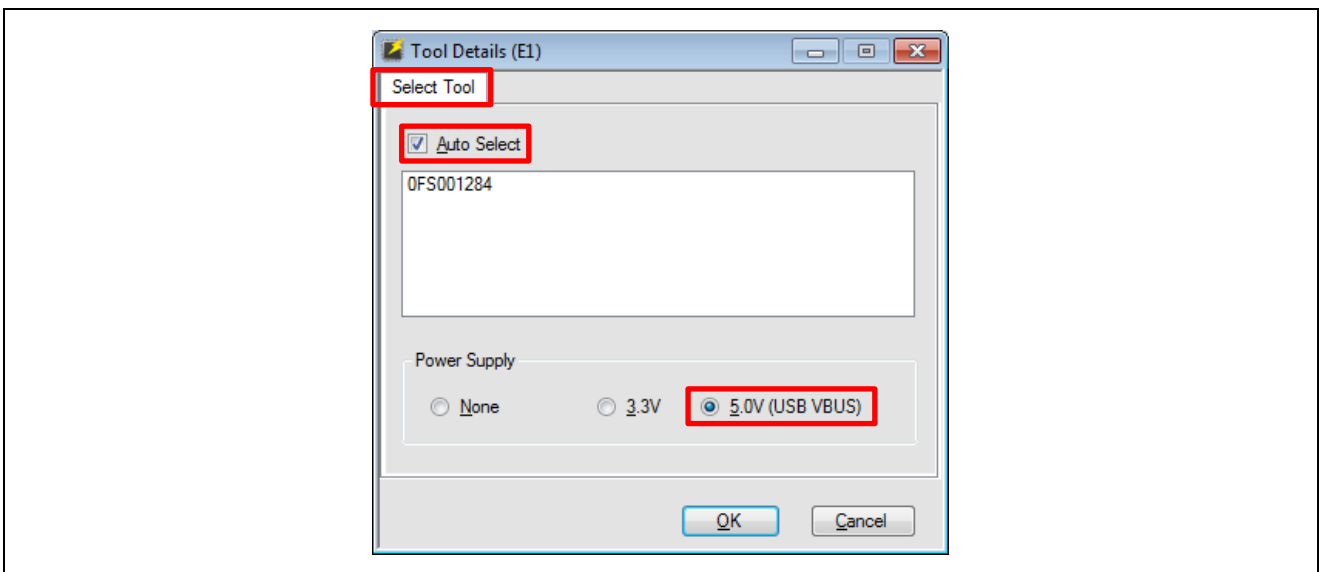 Tool Details (E1)
Select Tool
Auto Select
0FS001284
Power Supply
None 3.3V 5.0V (USB VBUS)
OK Cancel